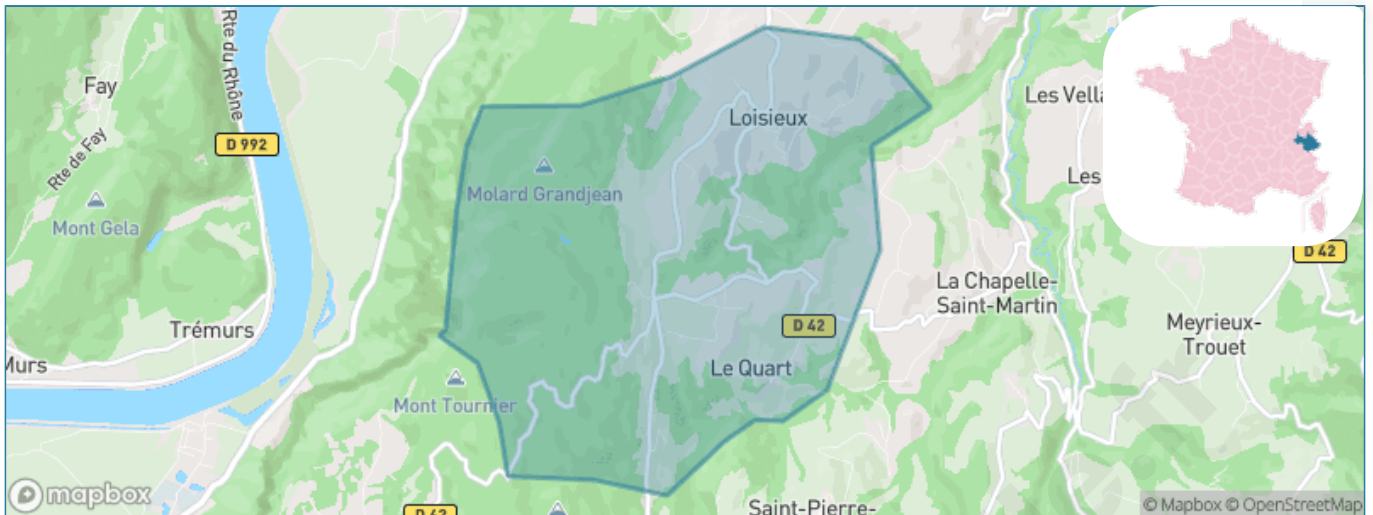 Rte du Rhône
Fay
Rte de Fay
D 992
Mont Gela
Trémurs
Murs
Loisieux
Molard Grandjean
D 42
Le Quart
Mont Tournier
Les Vella
Les
La Chapelle-
Saint-Martin
D 42
Meyrieux-
Trouet
Saint-Pierre-
mapbox
© Mapbox © OpenStreetMap